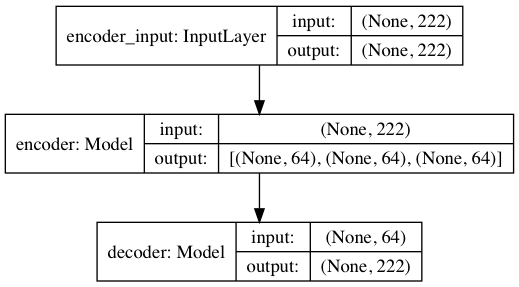 encoder_input: InputLayer
input: (None, 222)
output: (None, 222)
encoder: Model
input: (None, 222)
output: [(None, 64), (None, 64), (None, 64)]
decoder: Model
input: (None, 64)
output: (None, 222)